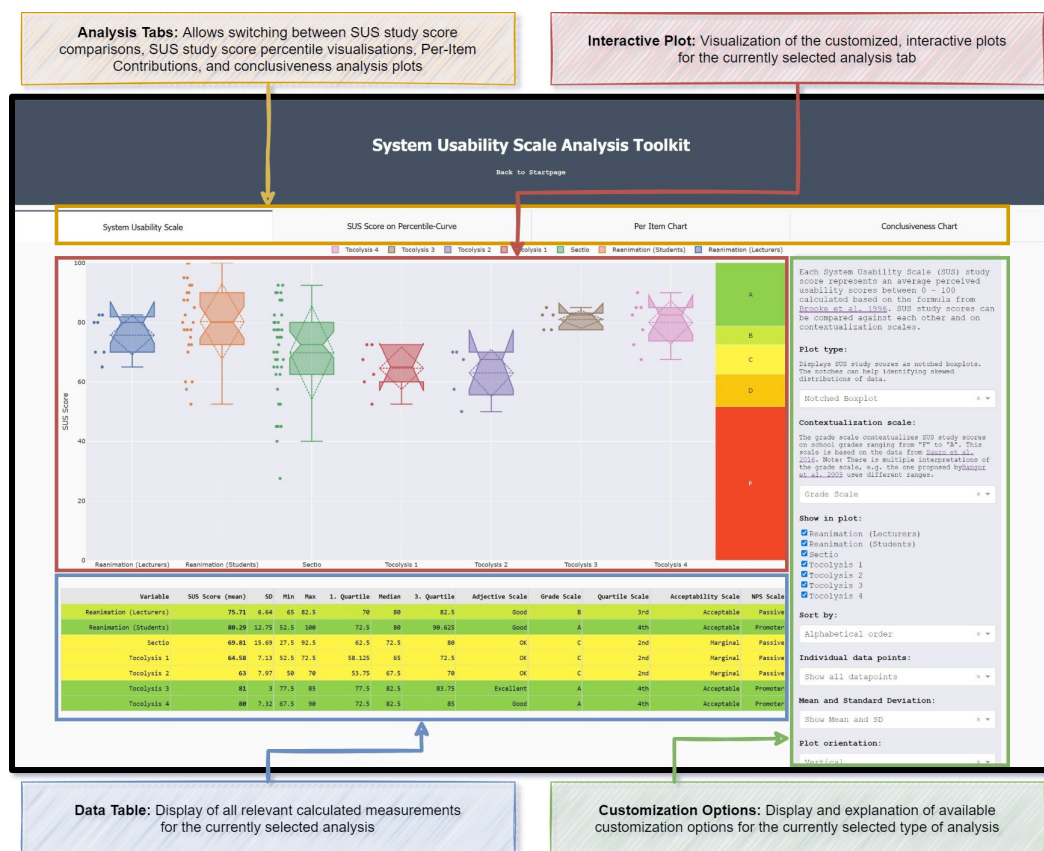 Analysis Tabs: Allows switching between SUS study score
comparisons, SUS study score percentile visualisations, Per-Item
Contributions, and conclusiveness analysis plots
Interactive Plot: Visualization of the customized, interactive plots
for the currently selected analysis tab
System Usability Scale Analysis Toolkit
Back to Startpage
System Usability Scale
SUS Score on Percentile-Curve
Per Item Chart
Conclusiveness Chart
Tocolysis 4 Tocolysis 3 Tocolysis 2 Tocolysis 1 Sectio Reanimation (Students) Reanimation (Lecturers)
SUS Score
100
80
60
40
20
0
A
B
C
D
F
Reanimation (Lecturers) Reanimation (Students) Sectio Tocolysis 1 Tocolysis 2 Tocolysis 3 Tocolysis 4
Each System Usability Scale (SUS) study
score represents an average perceived
usability scores between 0 - 100
calculated based on the formula from
Brooke et al. 1996. SUS study scores can
be compared against each other and on
contextualization scales.
Plot type:
Displays SUS study scores as notched boxplots.
The notches can help identifying skewed
distributions of data.
Notched Boxplot
Contextualization scale:
The grade scale contextualizes SUS study scores
on school grades ranging from "F" to "A". This
scale is based on the data from Sauro et al.
2016. Note: There is multiple interpretations of
the grade scale, e.g. the one proposed byBangor
et al. 2009 uses different ranges.
Grade Scale
Show in plot:
Reanimation (Lecturers)
Reanimation (Students)
Sectio
Tocolysis 1
Tocolysis 2
Tocolysis 3
Tocolysis 4
Sort by:
Alphabetical order
Individual data points:
Show all datapoints
Mean and Standard Deviation:
Show Mean and SD
Plot orientation:
Vertical
Variable SUS Score (mean) SD Min Max 1. Quartile Median 3. Quartile Adjective Scale Grade Scale Quartile Scale Acceptability Scale NPS Scale
Reanimation (Lecturers) 75.71 6.64 65 82.5 70 80 82.5 Good B 3rd Acceptable Passive
Reanimation (Students) 80.29 12.75 52.5 100 72.5 80 90.625 Good A 4th Acceptable Promoter
Sectio 69.81 15.69 27.5 92.5 62.5 72.5 80 OK C 2nd Marginal Passive
Tocolysis 1 64.58 7.13 52.5 72.5 58.125 65 72.5 OK C 2nd Marginal Passive
Tocolysis 2 63 7.97 50 70 53.75 67.5 70 OK C 2nd Marginal Passive
Tocolysis 3 81 3 77.5 85 77.5 82.5 83.75 Excellent A 4th Acceptable Promoter
Tocolysis 4 80 7.32 67.5 90 72.5 82.5 85 Good A 4th Acceptable Promoter
Data Table: Display of all relevant calculated measurements
for the currently selected analysis
Customization Options: Display and explanation of available
customization options for the currently selected type of analysis